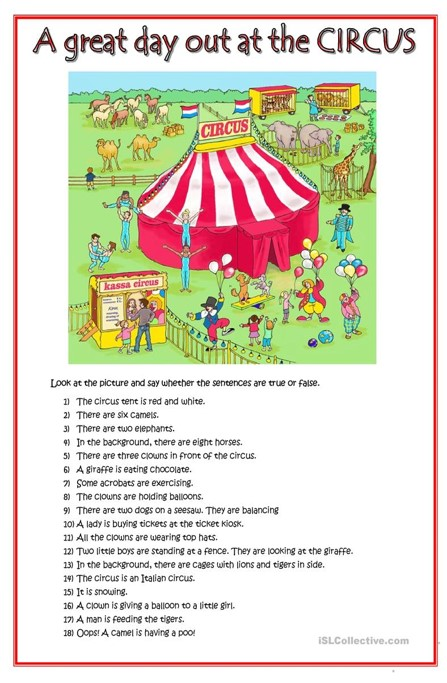 A great day out at the CIRCUS
CIRCUS
kassa circus
Look at the picture and say whether the sentences are true or false.
1) The circus tent is red and white.
2) There are six camels.
3) There are two elephants.
4) In the background, there are eight horses.
5) There are three clowns in front of the circus.
6) A giraffe is eating chocolate.
7) Some acrobats are exercising.
8) The clowns are holding balloons.
9) There are two dogs on a seesaw. They are balancing
10) A lady is buying tickets at the ticket kiosk.
11) All the clowns are wearing top hats.
12) Two little boys are standing at a fence. They are looking at the giraffe.
13) In the background, there are cages with lions and tigers in side.
14) The circus is an Italian circus.
15) It is snowing.
16) A clown is giving a balloon to a little girl.
17) A man is feeding the tigers.
18) Oops! A camel is having a poo!
iSLCollective.com